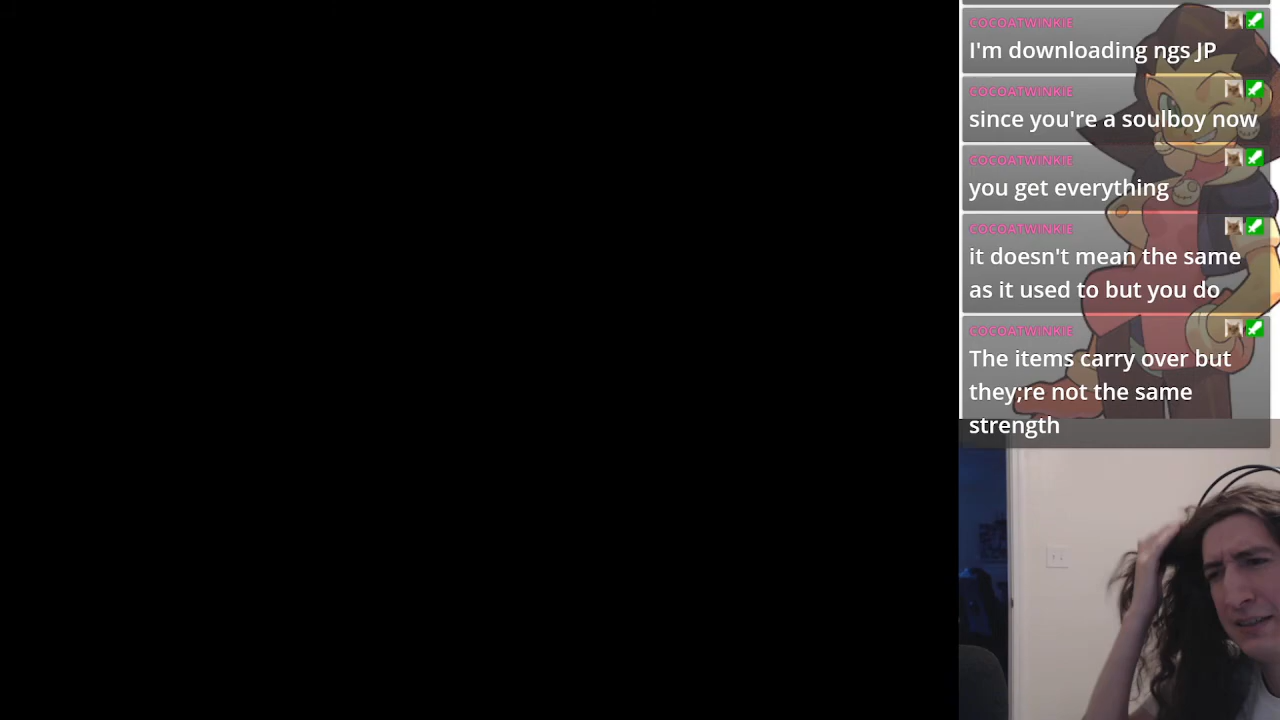 COCOATWINKIE
I'm downloading ngs JP
COCOATWINKIE
since you're a soulboy now
COCOATWINKIE
you get everything
COCOATWINKIE
it doesn't mean the same
as it used to but you do
COCOATWINKIE
The items carry over but
they;re not the same
strength